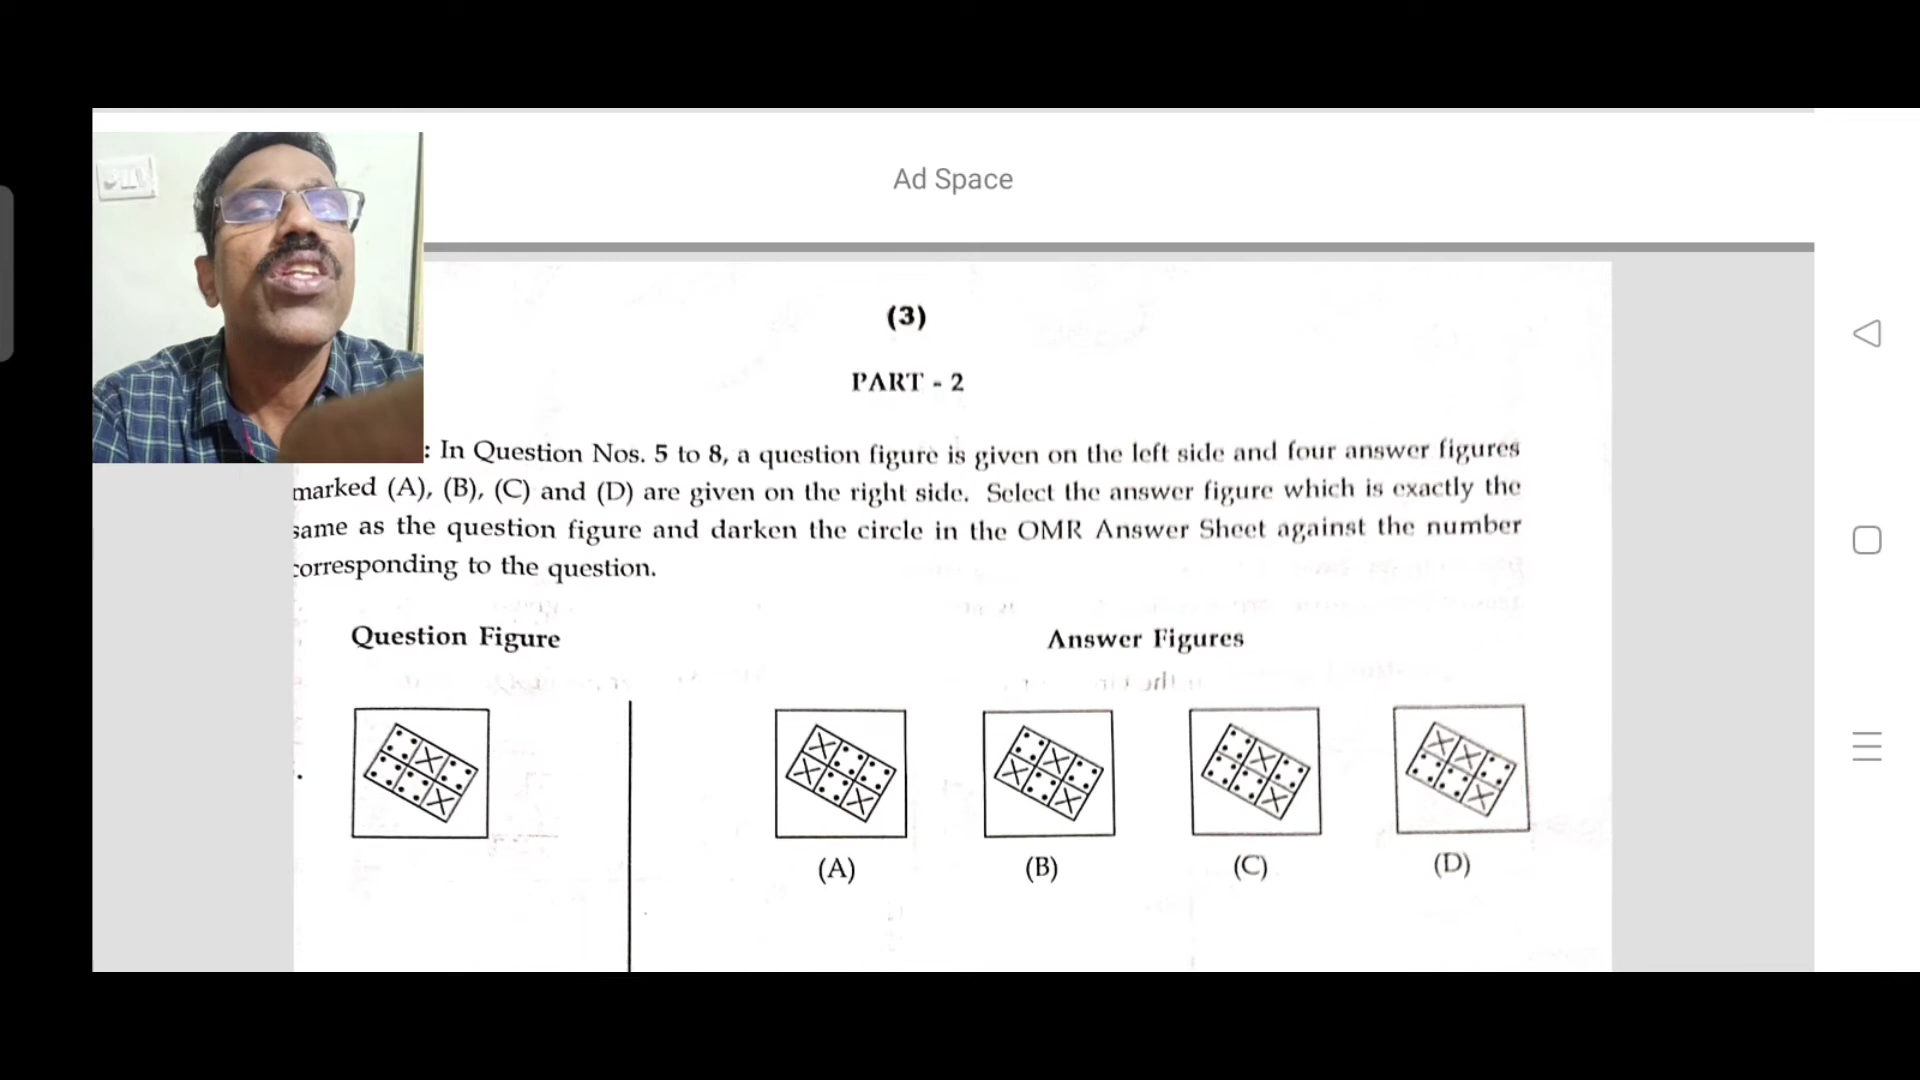 Ad Space
(3)
PART - 2
: In Question Nos. 5 to 8, a question figure is given on the left side and four answer figures
marked (A), (B), (C) and (D) are given on the right side. Select the answer figure which is exactly the
same as the question figure and darken the circle in the OMR Answer Sheet against the number
corresponding to the question.
Question Figure Answer Figures
(A) (B) (C) (D)